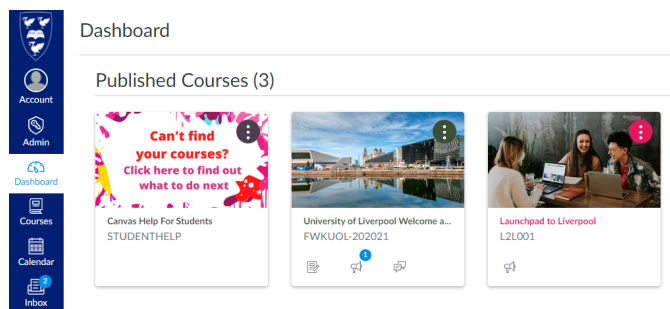 Dashboard
Published Courses (3)
Account
Admin
Dashboard
Courses
Calendar
2
Inbox
Can't find
your courses?
Click here to find out
what to do next
Canvas Help For Students
STUDENTHELP
University of Liverpool Welcome a...
FWKUOL-202021
1
Launchpad to Liverpool
L2L001